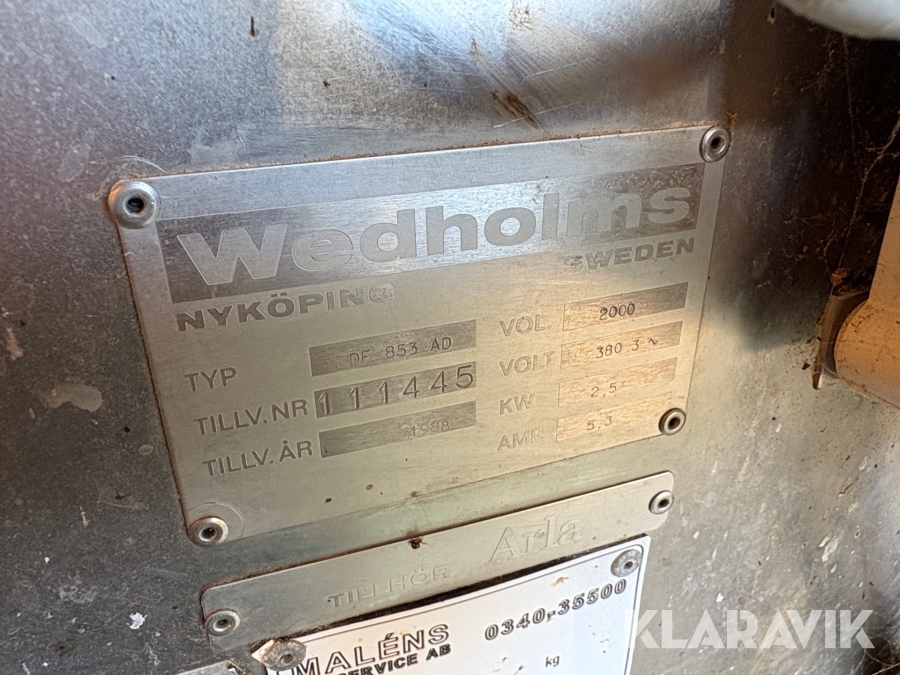 Wedholms
NYKÖPING SWEDEN
TYP DF 853 AD
TILLV.NR 111445
TILLV.ÅR 1988
VOL. 2000
VOLT 380 3 ~
KW 2,5
AMP. 5.3
TILLHÖR Arla
MALÉNS 0340-35500
SERVICE AB
kg
KLARAVIK